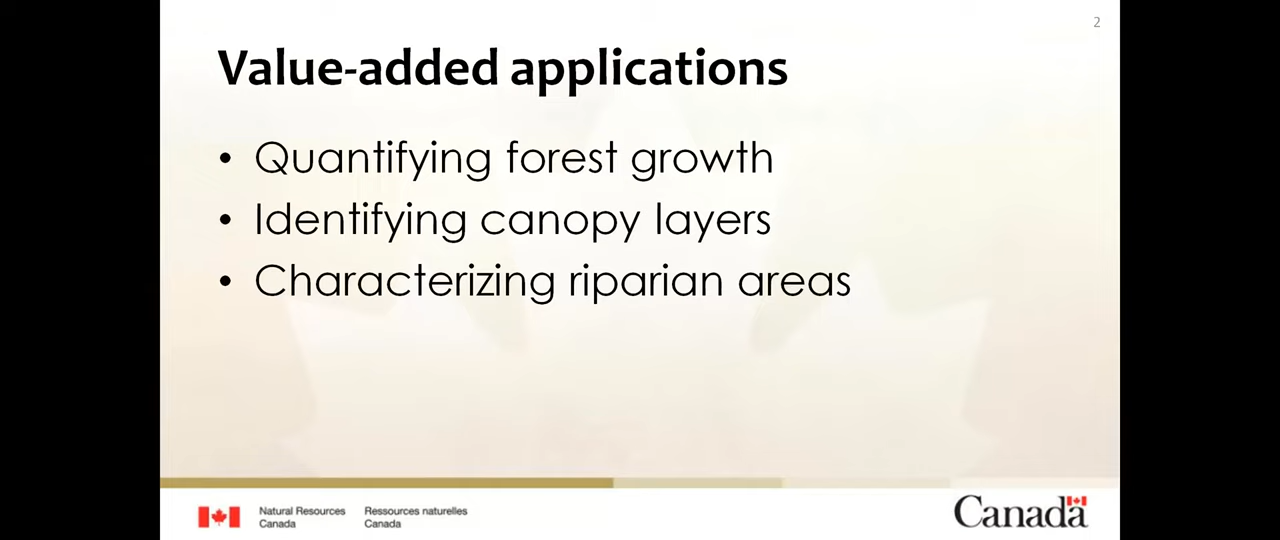 2
Value-added applications
• Quantifying forest growth
• Identifying canopy layers
• Characterizing riparian areas
Natural Resources Canada
Ressources naturelles Canada
Canada